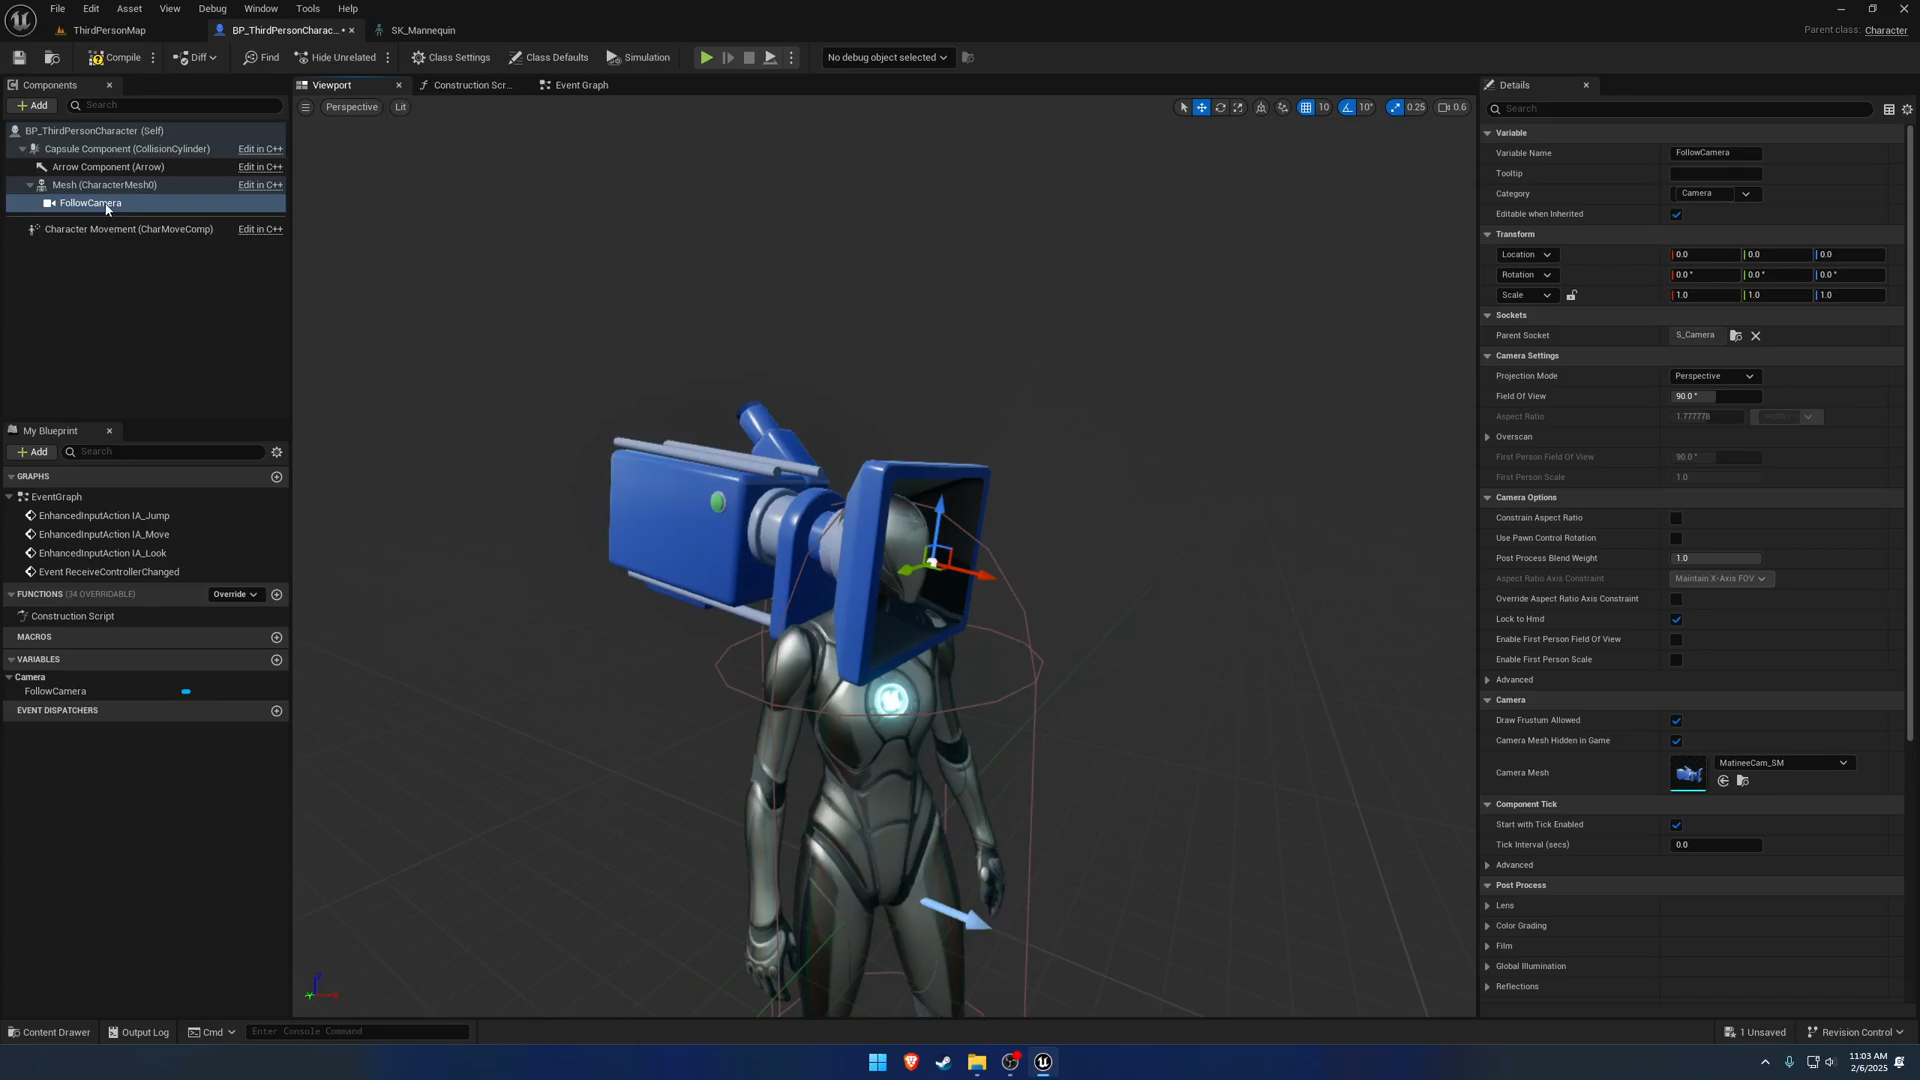 File Edit Asset View Debug Window Tools Help
ThirdPersonMap BP_ThirdPersonCharac... • SK_Mannequin Parent class: Character
Compile Diff Find Hide Unrelated Class Settings Class Defaults Simulation No debug object selected
Components
Add Search
BP_ThirdPersonCharacter (Self)
Capsule Component (CollisionCylinder) Edit in C++
Arrow Component (Arrow) Edit in C++
Mesh (CharacterMesh0) Edit in C++
FollowCamera
Character Movement (CharMoveComp) Edit in C++
My Blueprint
Add Search
GRAPHS
EventGraph
EnhancedInputAction IA_Jump
EnhancedInputAction IA_Move
EnhancedInputAction IA_Look
Event ReceiveControllerChanged
FUNCTIONS (34 OVERRIDABLE) Override
Construction Script
MACROS
VARIABLES
Camera
FollowCamera
EVENT DISPATCHERS
Viewport Construction Scr... Event Graph
Perspective Lit 10 10° 0.25 0.6
Details
Search
Variable
Variable Name FollowCamera
Tooltip
Category Camera
Editable when Inherited
Transform
Location 0.0 0.0 0.0
Rotation 0.0 ° 0.0 ° 0.0 °
Scale 1.0 1.0 1.0
Sockets
Parent Socket S_Camera
Camera Settings
Projection Mode Perspective
Field Of View 90.0 °
Aspect Ratio 1.777778
Overscan
First Person Field Of View 90.0 °
First Person Scale 1.0
Camera Options
Constrain Aspect Ratio
Use Pawn Control Rotation
Post Process Blend Weight 1.0
Aspect Ratio Axis Constraint Maintain X-Axis FOV
Override Aspect Ratio Axis Constraint
Lock to Hmd
Enable First Person Field Of View
Enable First Person Scale
Advanced
Camera
Draw Frustum Allowed
Camera Mesh Hidden in Game
Camera Mesh MatineeCam_SM
Component Tick
Start with Tick Enabled
Tick Interval (secs) 0.0
Advanced
Post Process
Lens
Color Grading
Film
Global Illumination
Reflections
Content Drawer Output Log Cmd Enter Console Command 1 Unsaved Revision Control
11:03 AM
2/6/2025